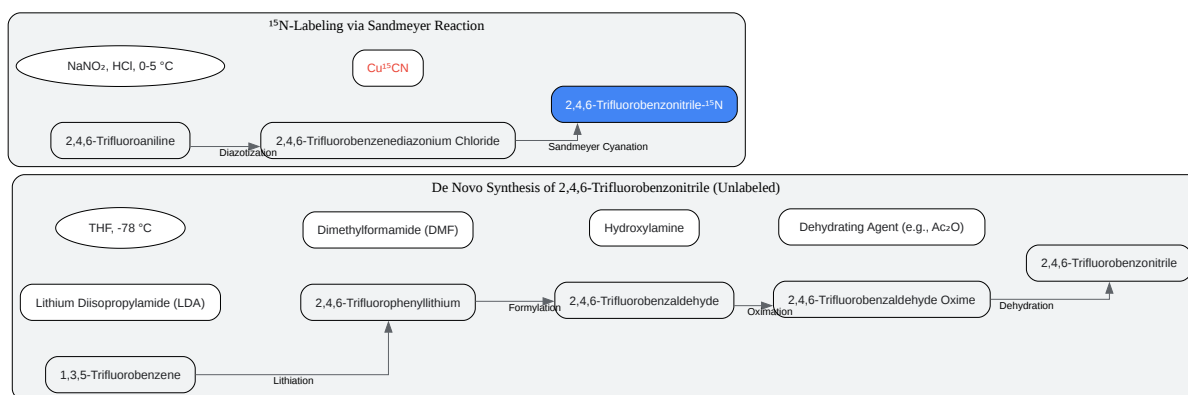 ¹⁵N-Labeling via Sandmeyer Reaction
NaNO₂, HCl, 0-5 °C
Cu¹⁵CN
2,4,6-Trifluorobenzonitrile-¹⁵N
2,4,6-Trifluoroaniline
Diazotization
2,4,6-Trifluorobenzenediazonium Chloride
Sandmeyer Cyanation
De Novo Synthesis of 2,4,6-Trifluorobenzonitrile (Unlabeled)
THF, -78 °C
Dimethylformamide (DMF)
Hydroxylamine
Dehydrating Agent (e.g., Ac₂O)
2,4,6-Trifluorobenzonitrile
Lithium Diisopropylamide (LDA)
2,4,6-Trifluorophenyllithium
Formylation
2,4,6-Trifluorobenzaldehyde
Oximation
2,4,6-Trifluorobenzaldehyde Oxime
Dehydration
1,3,5-Trifluorobenzene
Lithiation